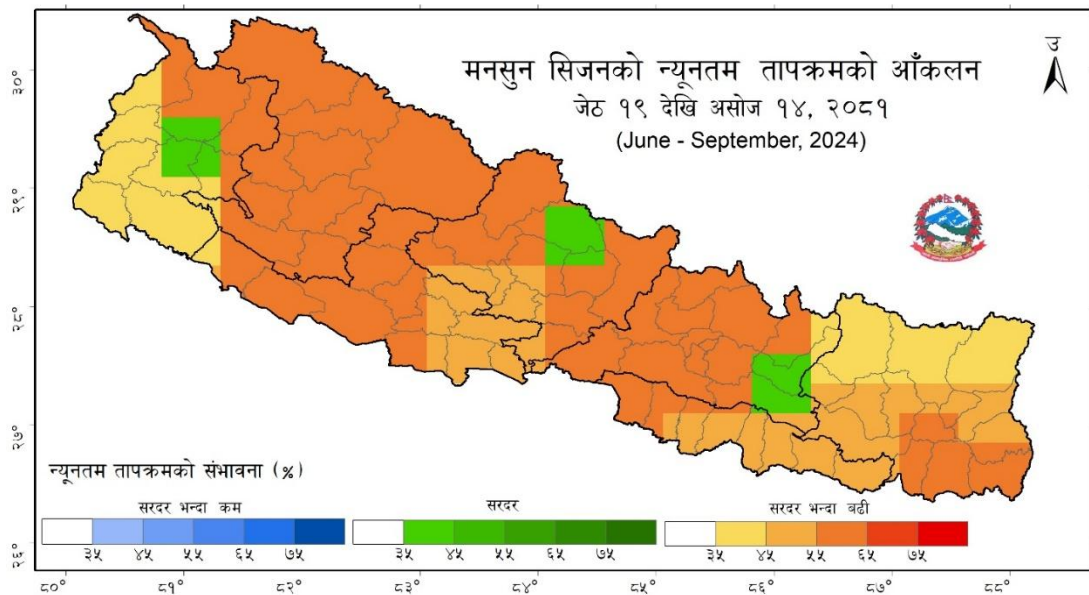 मनसुन सिजनको न्यूनतम तापक्रमको आँकलन
जेठ १९ देखि असोज १४, २०८१
(June - September, 2024)
उ
३०°
२९°
२८°
२७°
२६°
न्यूनतम तापक्रमको संभावना (%)
सरदर भन्दा कम
३५ ४५ ५५ ६५ ७५
सरदर
३५ ४५ ५५ ६५ ७५
सरदर भन्दा बढी
३५ ४५ ५५ ६५ ७५
८०° ८१° ८२° ८३° ८४° ८५° ८६° ८७° ८८°